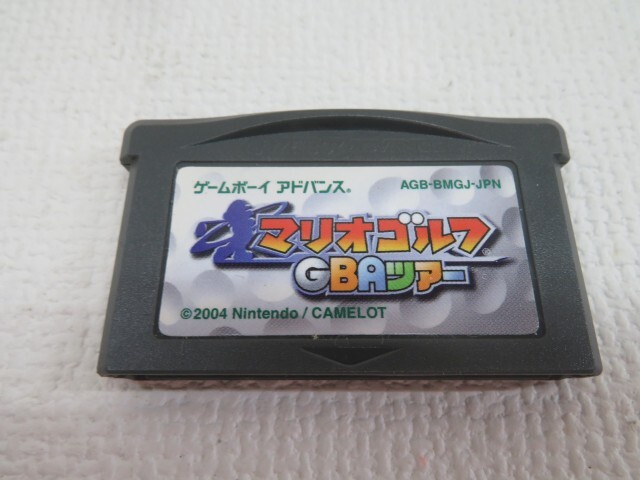 ゲームボーイ アドバンス® AGB-BMGJ-JPN
マリオゴルフ®
GBAツアー
©2004 Nintendo / CAMELOT